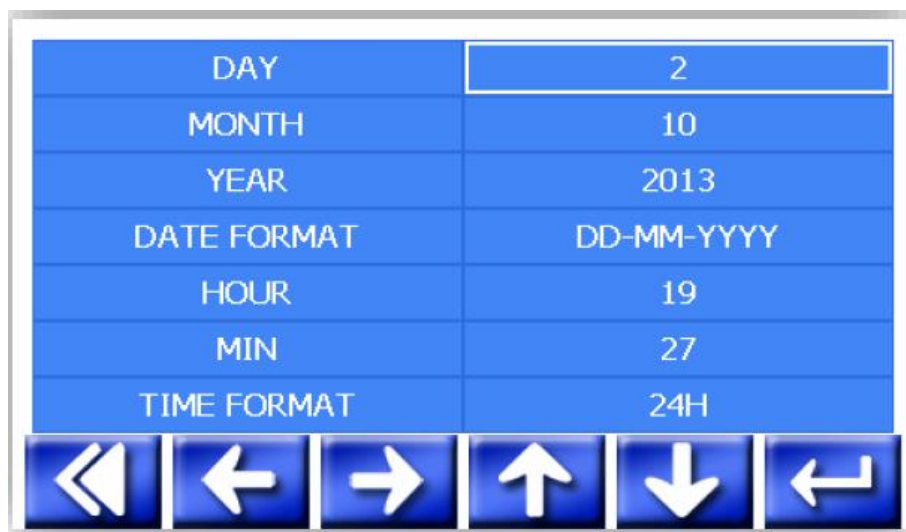 DAY 2
MONTH 10
YEAR 2013
DATE FORMAT DD-MM-YYYY
HOUR 19
MIN 27
TIME FORMAT 24H